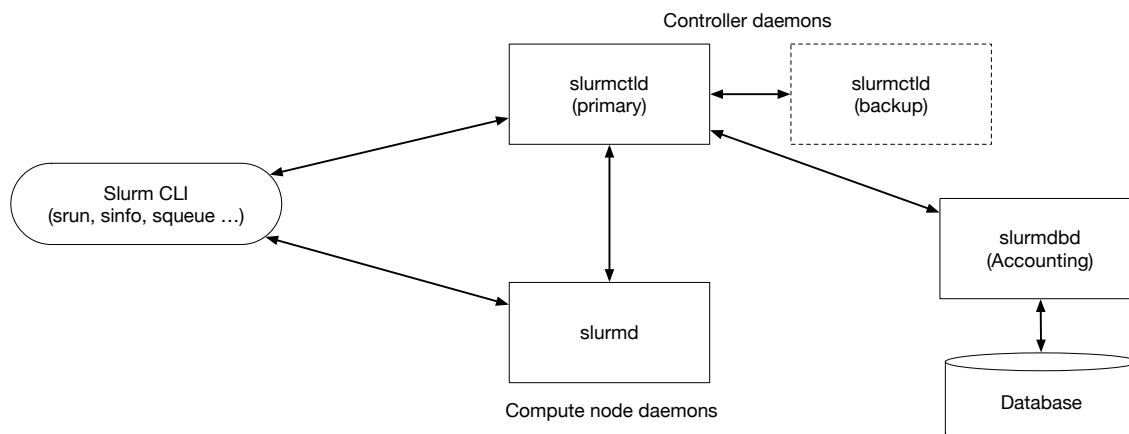 Controller daemons
slurmctld
(primary)
slurmctld
(backup)
Slurm CLI
(srun, sinfo, squeue ...)
slurmdbd
(Accounting)
slurmd
Compute node daemons
Database